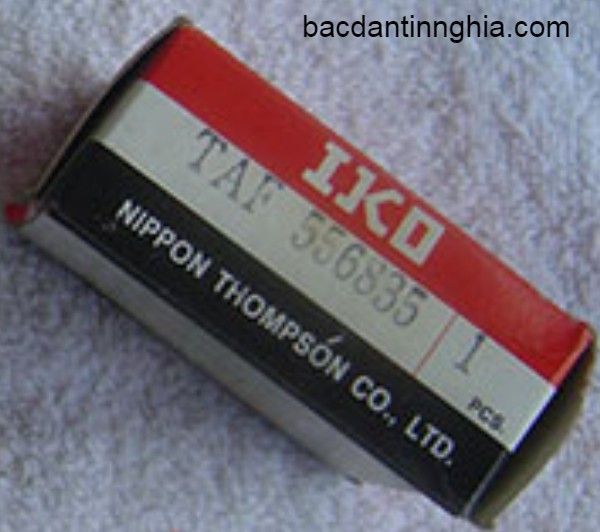 bacdantinnghia.com
IKO
TAF 556835
1
PCS.
NIPPON THOMPSON CO., LTD.